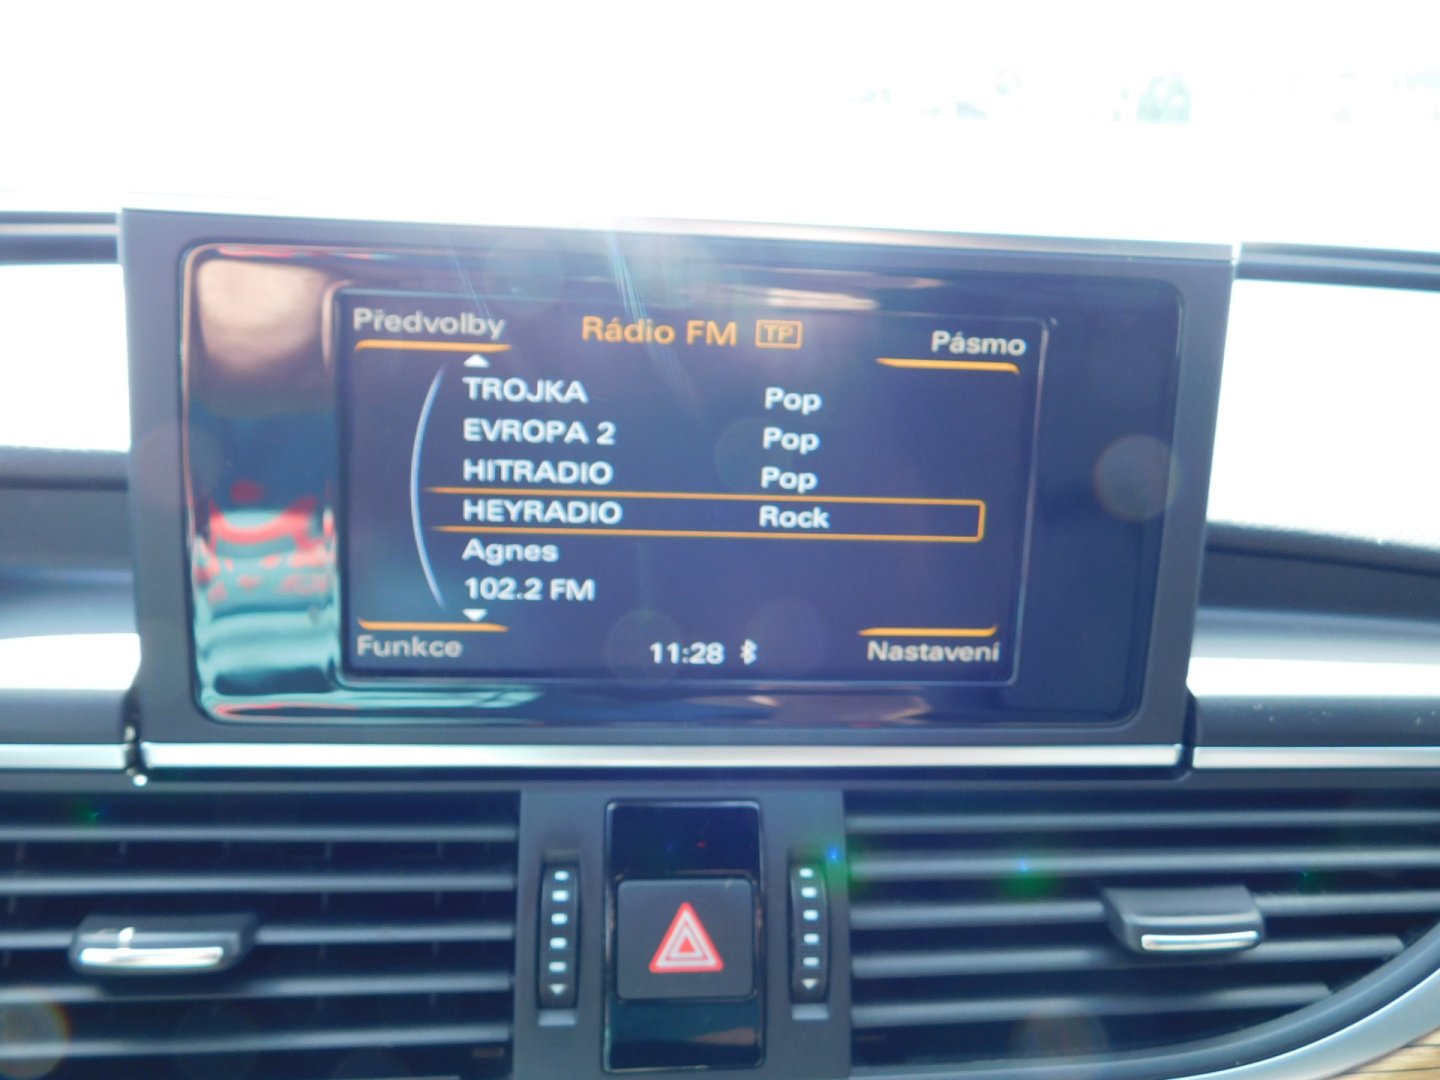 Předvolby Rádio FM TP Pásmo
TROJKA Pop
EVROPA 2 Pop
HITRADIO Pop
HEYRADIO Rock
Agnes
102.2 FM
Funkce 11:28 Nastavení